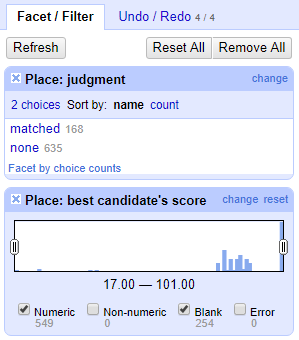 Facet / Filter Undo / Redo 4 / 4
Refresh Reset All Remove All
Place: judgment change
2 choices Sort by: name count
matched 168
none 635
Facet by choice counts
Place: best candidate's score change reset
17.00 — 101.00
Numeric Non-numeric Blank Error
549 0 254 0